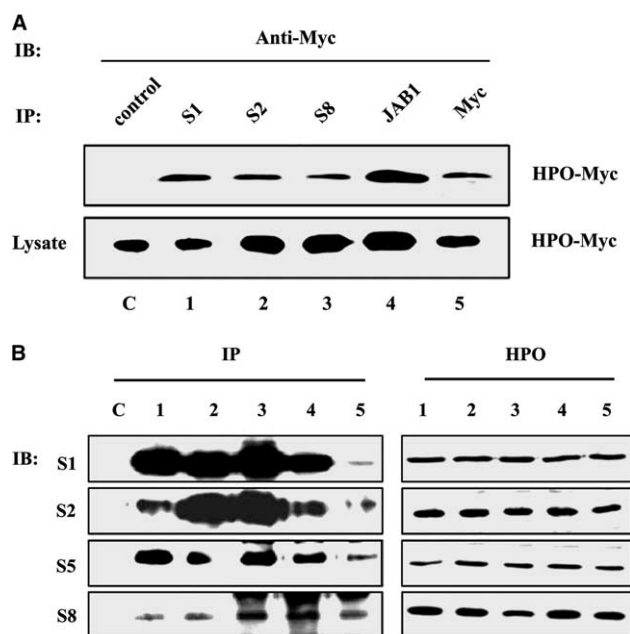 A
IB: Anti-Myc
IP: control S1 S2 S8 JAB1 Myc
HPO-Myc
Lysate HPO-Myc
C 1 2 3 4 5
B IP HPO
C 1 2 3 4 5 1 2 3 4 5
IB: S1
S2
S5
S8